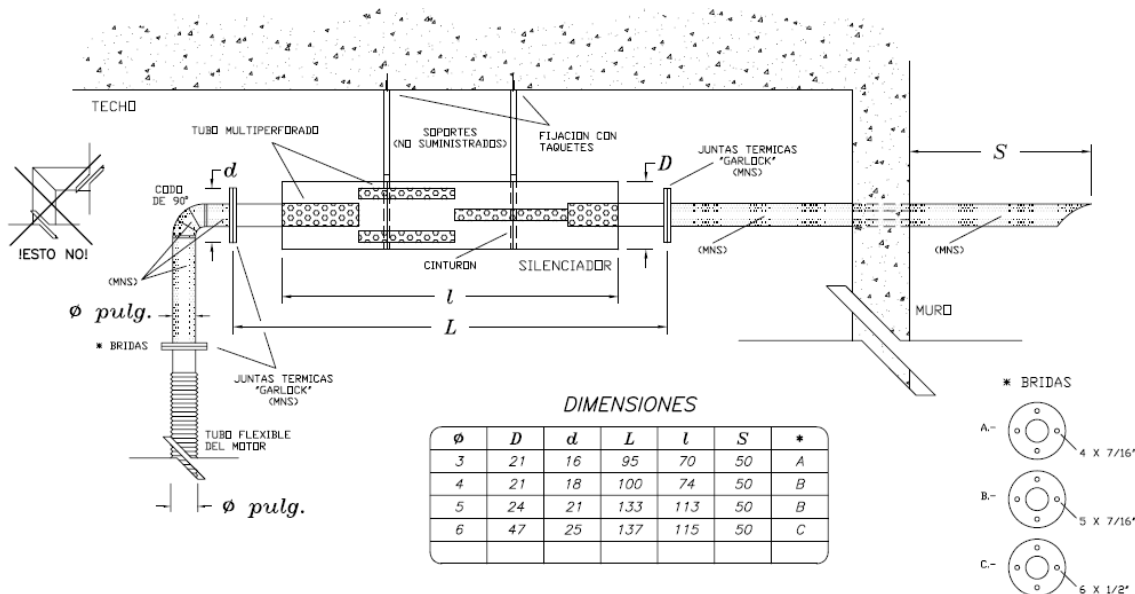 TECHO
TUBO MULTIPERFORADO
SOPORTES
(NO SUMINISTRADOS)
FIJACION CON
TAQUETES
JUNTAS TERMICAS
"GARLOCK"
(MNS)
D
S
d
CODO
DE 90°
!ESTO NO!
(MNS)
(MNS)
(MNS)
CINTURON
SILENCIADOR
l
L
MURO
ø pulg.
* BRIDAS
JUNTAS TERMICAS
"GARLOCK"
(MNS)
TUBO FLEXIBLE
DEL MOTOR
ø pulg.
DIMENSIONES
ø D d L l S *
3 21 16 95 70 50 A
4 21 18 100 74 50 B
5 24 21 133 113 50 B
6 47 25 137 115 50 C
* BRIDAS
A.-
4 X 7/16"
B.-
5 X 7/16"
C.-
6 X 1/2"